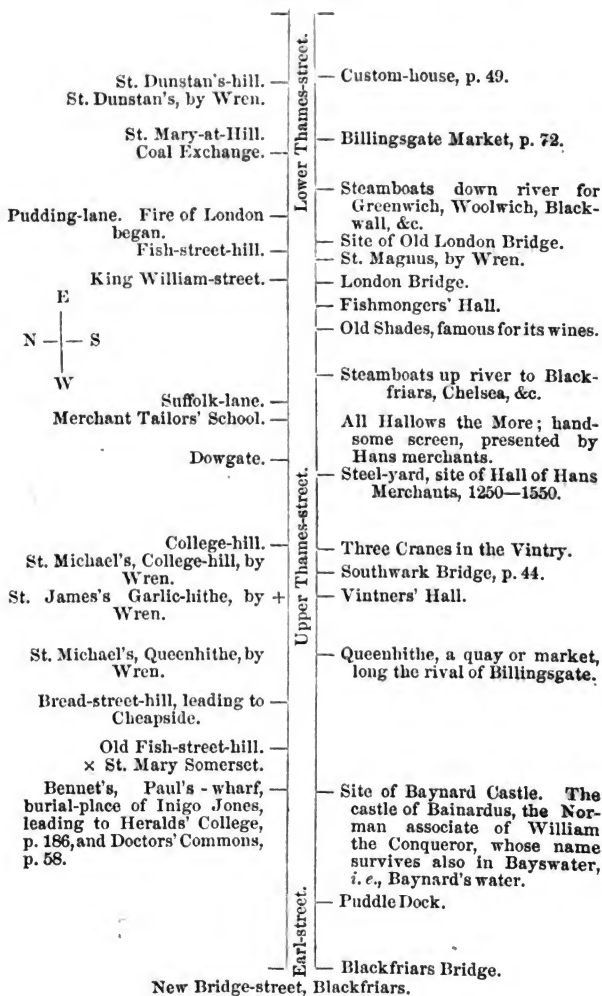 St. Dunstan's-hill. —
St. Dunstan's, by Wren.
St. Mary-at-Hill. —
Coal Exchange. —
Pudding-lane. Fire of London —
began.
Fish-street-hill. —
King William-street. —
E
N S
W
Suffolk-lane. —
Merchant Tailors' School. —
Dowgate. —
College-hill. —
St. Michael's, College-hill, by
Wren.
St. James's Garlic-hithe, by +
Wren.
St. Michael's, Queenhithe, by
Wren.
Bread-street-hill, leading to —
Cheapside.
Old Fish-street-hill. —
× St. Mary Somerset.
Bennet's, Paul's-wharf, —
burial-place of Inigo Jones,
leading to Heralds' College,
p. 186, and Doctors' Commons,
p. 58.
Lower Thames-street.
Upper Thames-street.
Earl-street.
— Custom-house, p. 49.
— Billingsgate Market, p. 72.
— Steamboats down river for
Greenwich, Woolwich, Black-
wall, &c.
— Site of Old London Bridge.
— St. Magnus, by Wren.
— London Bridge.
— Fishmongers' Hall.
— Old Shades, famous for its wines.
— Steamboats up river to Black-
friars, Chelsea, &c.
All Hallows the More; hand-
some screen, presented by
Hans merchants.
— Steel-yard, site of Hall of Hans
Merchants, 1250—1550.
— Three Cranes in the Vintry.
— Southwark Bridge, p. 44.
— Vintners' Hall.
— Queenhithe, a quay or market,
long the rival of Billingsgate.
— Site of Baynard Castle. The
castle of Bainardus, the Nor-
man associate of William
the Conqueror, whose name
survives also in Bayswater,
i. e., Baynard's water.
— Puddle Dock.
— Blackfriars Bridge.
New Bridge-street, Blackfriars.